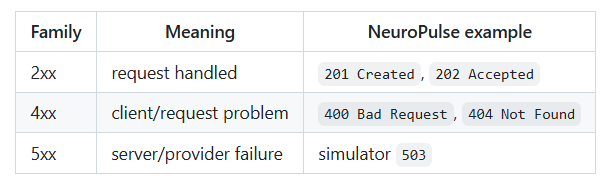 Family Meaning NeuroPulse example
2xx request handled 201 Created, 202 Accepted
4xx client/request problem 400 Bad Request, 404 Not Found
5xx server/provider failure simulator 503